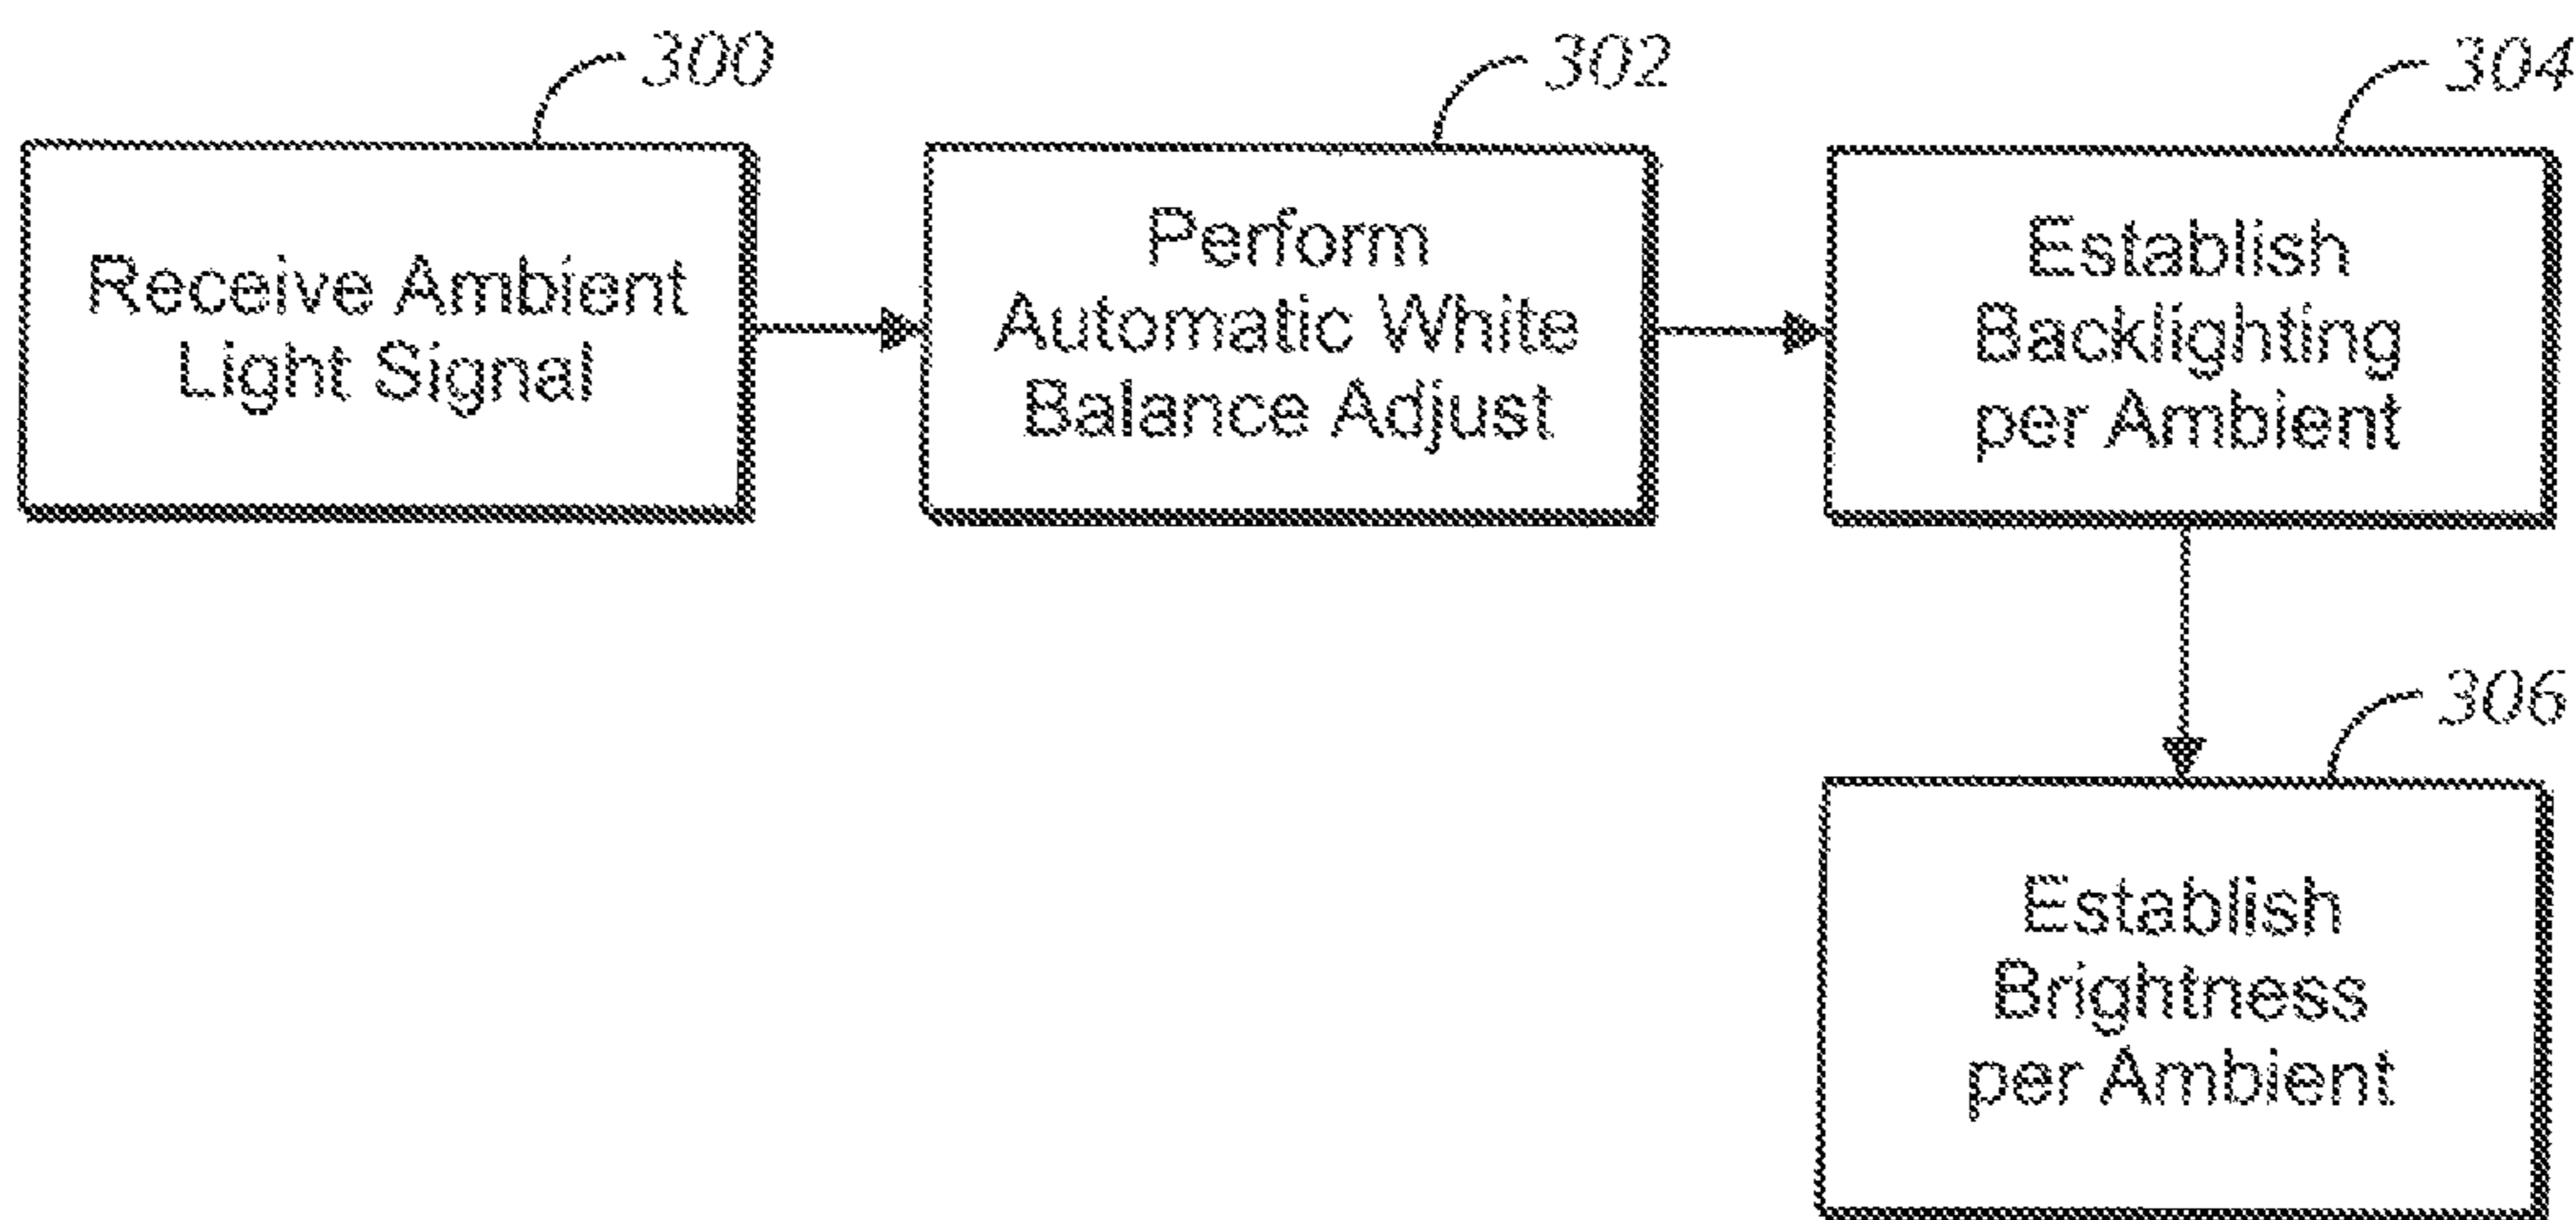 300
Receive Ambient
Light Signal
302
Perform
Automatic White
Balance Adjust
304
Establish
Backlighting
per Ambient
306
Establish
Brightness
per Ambient